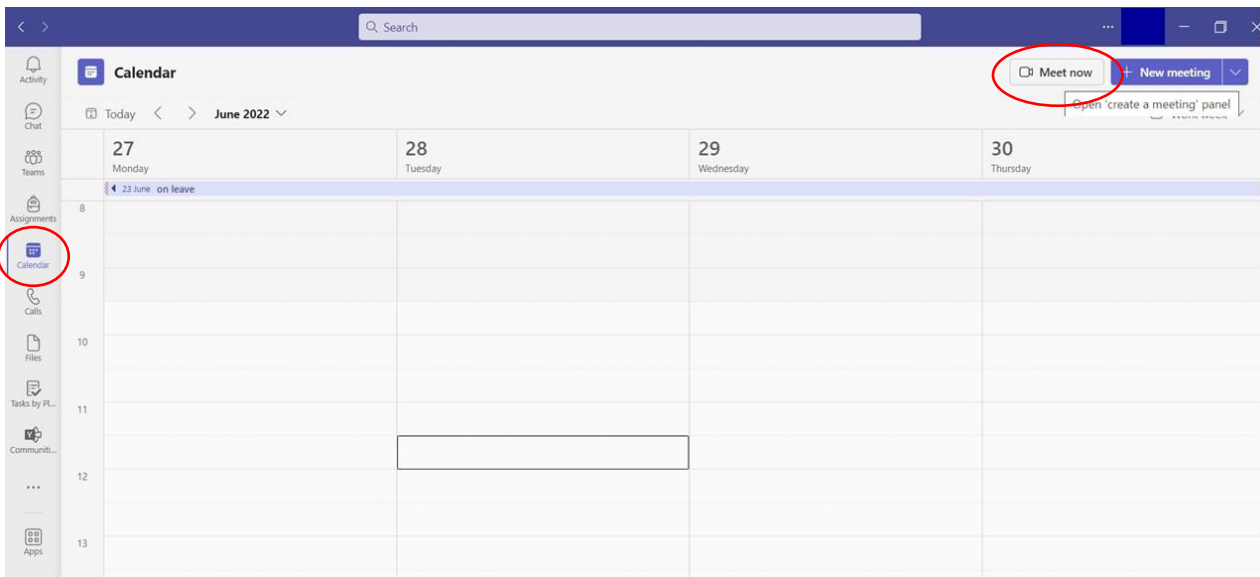 Search
Activity
Chat
Teams
Assignments
Calendar
Calls
Files
Tasks by Pl...
Communiti...
Apps
Calendar
Meet now
New meeting
Open 'create a meeting' panel
Today
June 2022
Work week
27
Monday
28
Tuesday
29
Wednesday
30
Thursday
23 June on leave
8
9
10
11
12
13